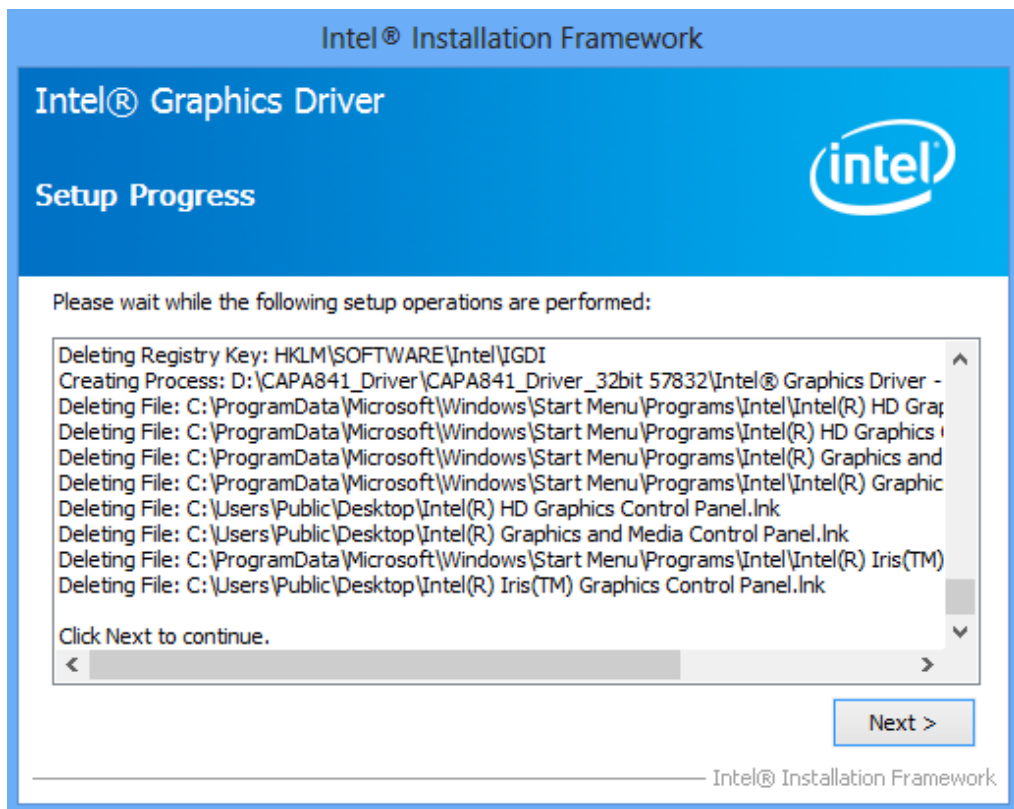 Intel® Installation Framework
Intel® Graphics Driver
intel
Setup Progress
Please wait while the following setup operations are performed:
Deleting Registry Key: HKLM\SOFTWARE\Intel\IGDI
Creating Process: D:\CAPA841_Driver\CAPA841_Driver_32bit 57832\Intel® Graphics Driver -
Deleting File: C:\ProgramData\Microsoft\Windows\Start Menu\Programs\Intel\Intel(R) HD Grap
Deleting File: C:\ProgramData\Microsoft\Windows\Start Menu\Programs\Intel(R) HD Graphics
Deleting File: C:\ProgramData\Microsoft\Windows\Start Menu\Programs\Intel(R) Graphics and
Deleting File: C:\ProgramData\Microsoft\Windows\Start Menu\Programs\Intel\Intel(R) Graphic
Deleting File: C:\Users\Public\Desktop\Intel(R) HD Graphics Control Panel.lnk
Deleting File: C:\Users\Public\Desktop\Intel(R) Graphics and Media Control Panel.lnk
Deleting File: C:\ProgramData\Microsoft\Windows\Start Menu\Programs\Intel\Intel(R) Iris(TM)
Deleting File: C:\Users\Public\Desktop\Intel(R) Iris(TM) Graphics Control Panel.lnk
Click Next to continue.
Next >
Intel® Installation Framework